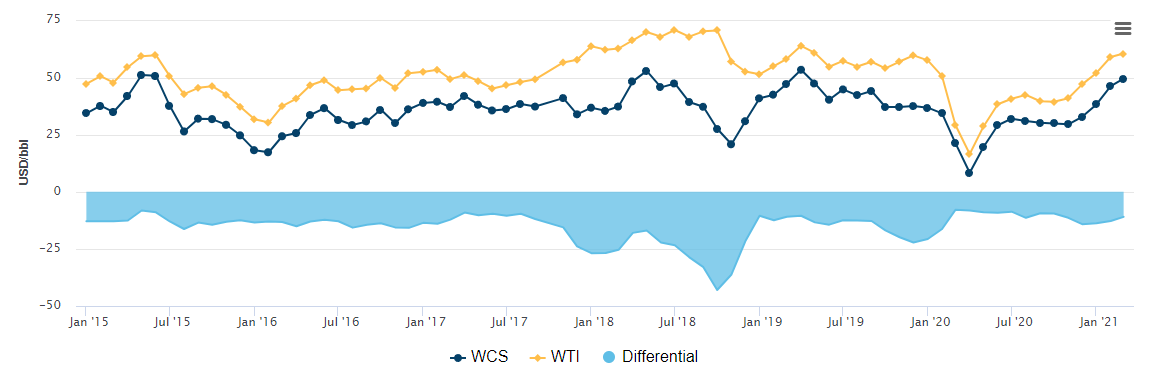 75
50
25
0
−25
−50
USD/bbl
Jan '15 Jul '15 Jan '16 Jul '16 Jan '17 Jul '17 Jan '18 Jul '18 Jan '19 Jul '19 Jan '20 Jul '20 Jan '21
WCS WTI Differential